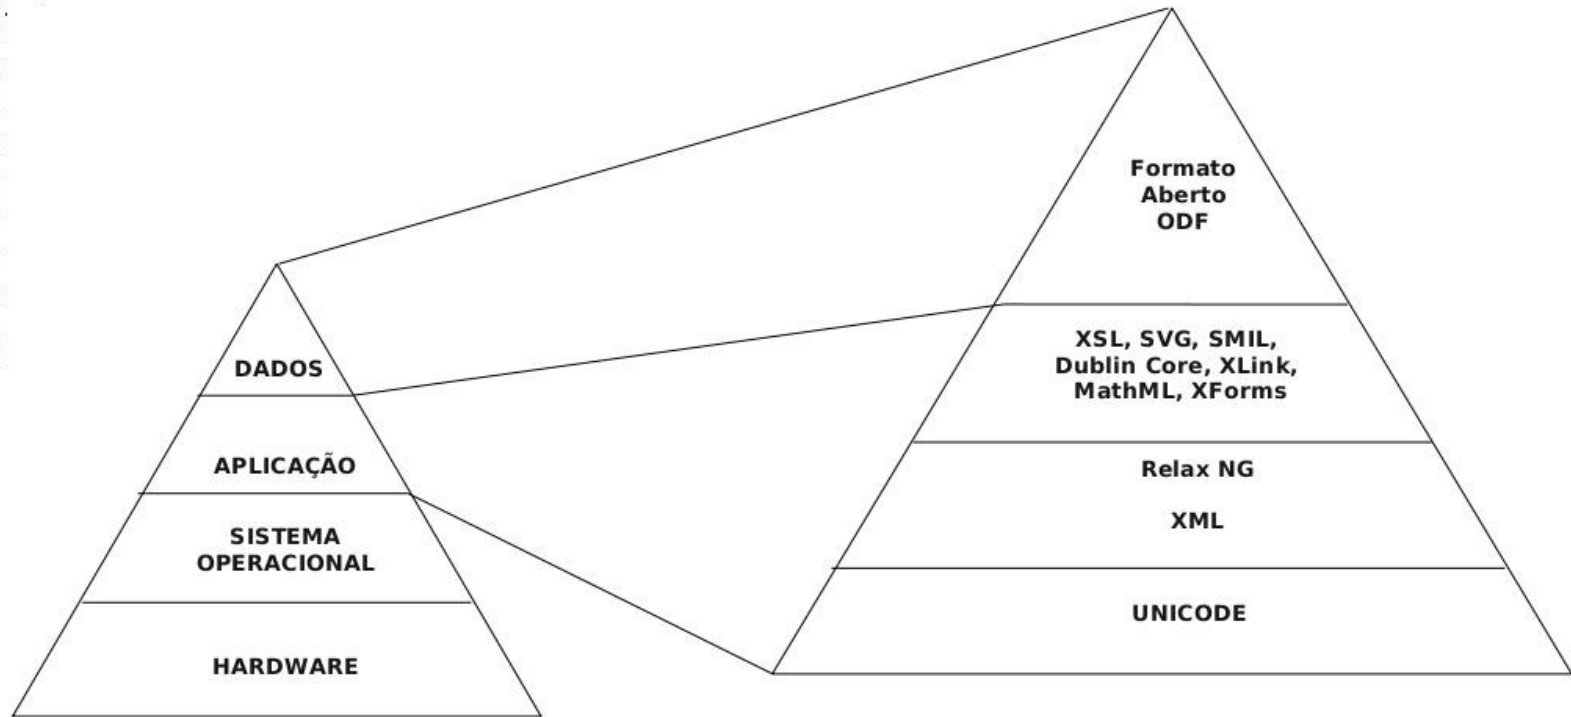 DADOS
APLICAÇÃO
SISTEMA
OPERACIONAL
HARDWARE
Formato
Aberto
ODF
XSL, SVG, SMIL,
Dublin Core, XLink,
MathML, XForms
Relax NG
XML
UNICODE